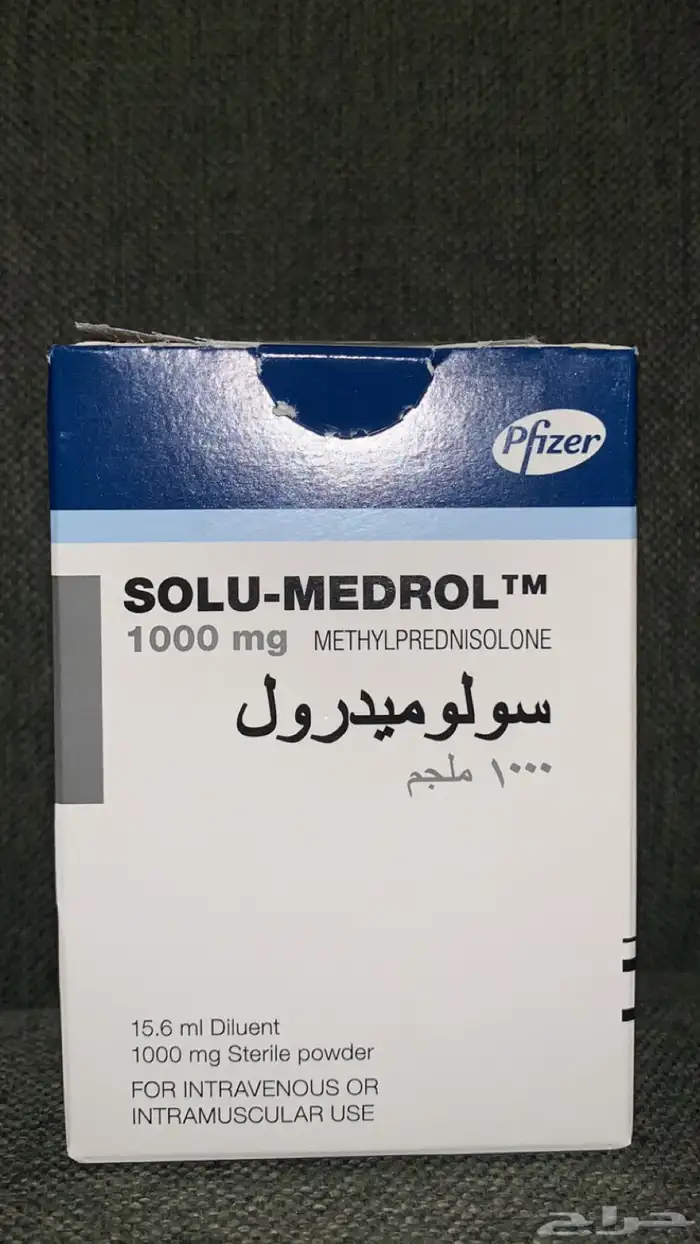 Pfizer
SOLU-MEDROL™
1000 mg METHYLPREDNISOLONE
سولوميدرول
١٠٠٠ ملجم
15.6 ml Diluent
1000 mg Sterile powder
FOR INTRAVENOUS OR
INTRAMUSCULAR USE
حراج